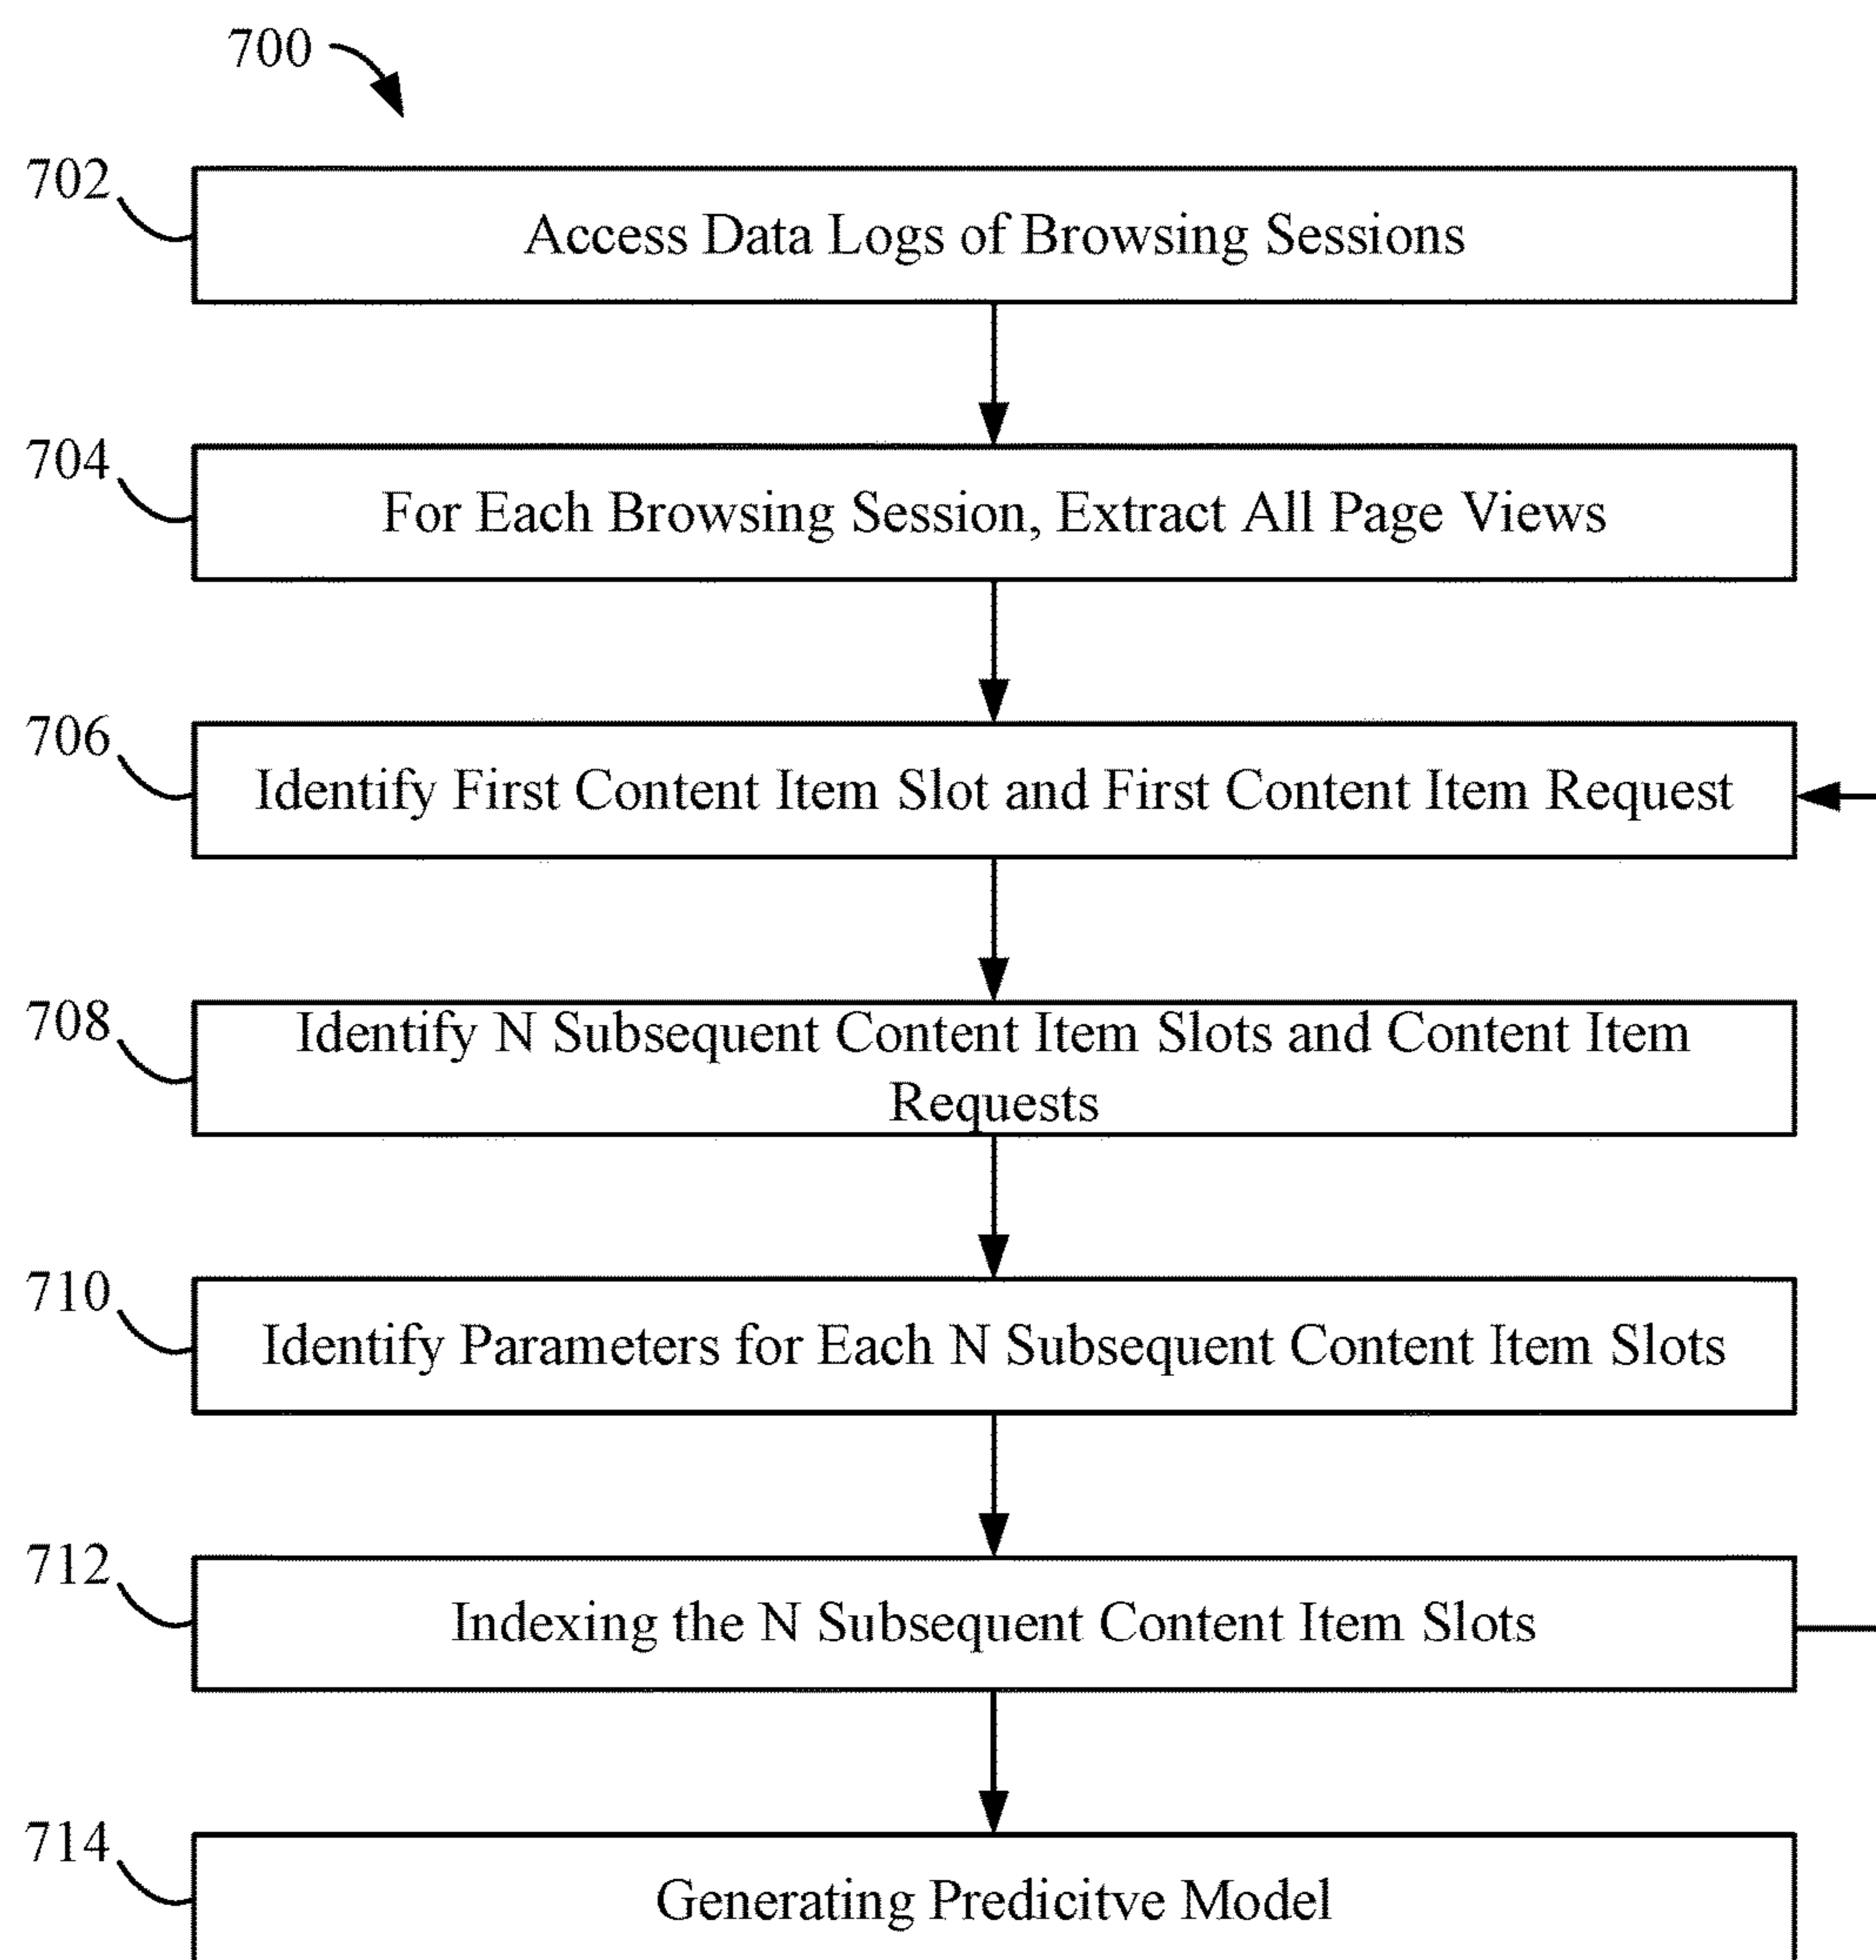 700
702
Access Data Logs of Browsing Sessions
704
For Each Browsing Session, Extract All Page Views
706
Identify First Content Item Slot and First Content Item Request
708
Identify N Subsequent Content Item Slots and Content Item
Requests
710
Identify Parameters for Each N Subsequent Content Item Slots
712
Indexing the N Subsequent Content Item Slots
714
Generating Predicitve Model